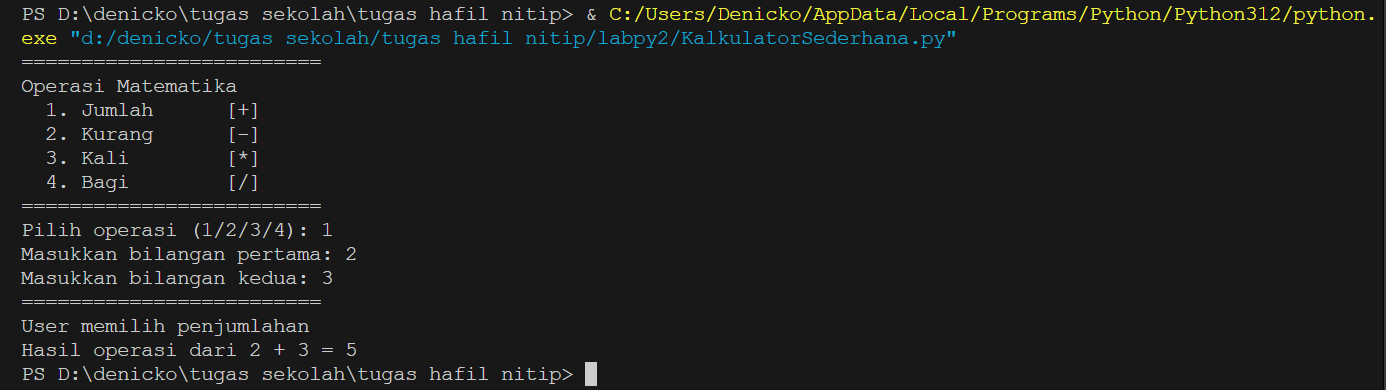 PS D:\denicko\tugas sekolah\tugas hafil nitip> & C:/Users/Denicko/AppData/Local/Programs/Python/Python312/python.
exe "d:/denicko/tugas sekolah/tugas hafil nitip/labpy2/KalkulatorSederhana.py"
=========================
Operasi Matematika
  1. Jumlah      [+]
  2. Kurang      [-]
  3. Kali        [*]
  4. Bagi        [/]
=========================
Pilih operasi (1/2/3/4): 1
Masukkan bilangan pertama: 2
Masukkan bilangan kedua: 3
=========================
User memilih penjumlahan
Hasil operasi dari 2 + 3 = 5
PS D:\denicko\tugas sekolah\tugas hafil nitip>